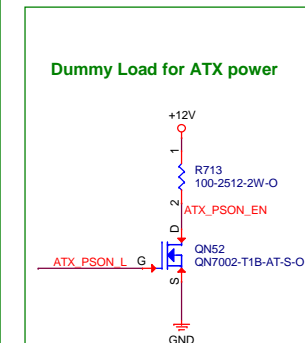 Dummy Load for ATX power
+12V
1
R713
100-2512-2W-O
2
ATX_PSON_EN
D
QN52
QN7002-T1B-AT-S-O
ATX_PSON_L
G
S
GND